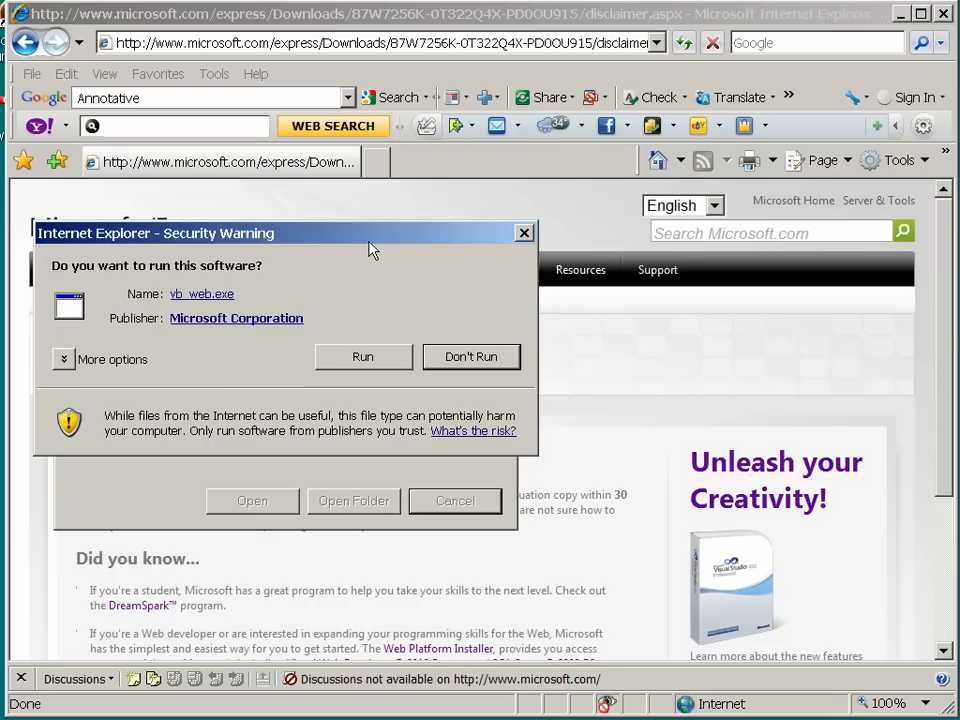 http://www.microsoft.com/express/Downloads/87W7256K-0T322Q4X-PD0OU915/disclaimer.aspx - Microsoft Internet Explorer
http://www.microsoft.com/express/Downloads/87W7256K-0T322Q4X-PD0OU915/disclaimer
Google
File Edit View Favorites Tools Help
Google Annotative Search Share Check Translate » Sign In
Y! WEB SEARCH 34° eBay
http://www.microsoft.com/express/Down...
Page Tools »
English Microsoft Home Server & Tools
Search Microsoft.com
Resources Support
Internet Explorer - Security Warning
Do you want to run this software?
Name: vb_web.exe
Publisher: Microsoft Corporation
More options Run Don't Run
While files from the Internet can be useful, this file type can potentially harm
your computer. Only run software from publishers you trust. What's the risk?
Unleash your
Creativity!
Open Open Folder Cancel
uation copy within 30
are not sure how to
Did you know...
If you're a student, Microsoft has a great program to help you take your skills to the next level. Check out
the DreamSpark™ program.
If you're a Web developer or are interested in expanding your programming skills for the Web, Microsoft
has the simplest and easiest way for you to get started. The Web Platform Installer, provides you access
Visual Studio
Learn more about the new features
Discussions Discussions not available on http://www.microsoft.com/
Done Internet 100%